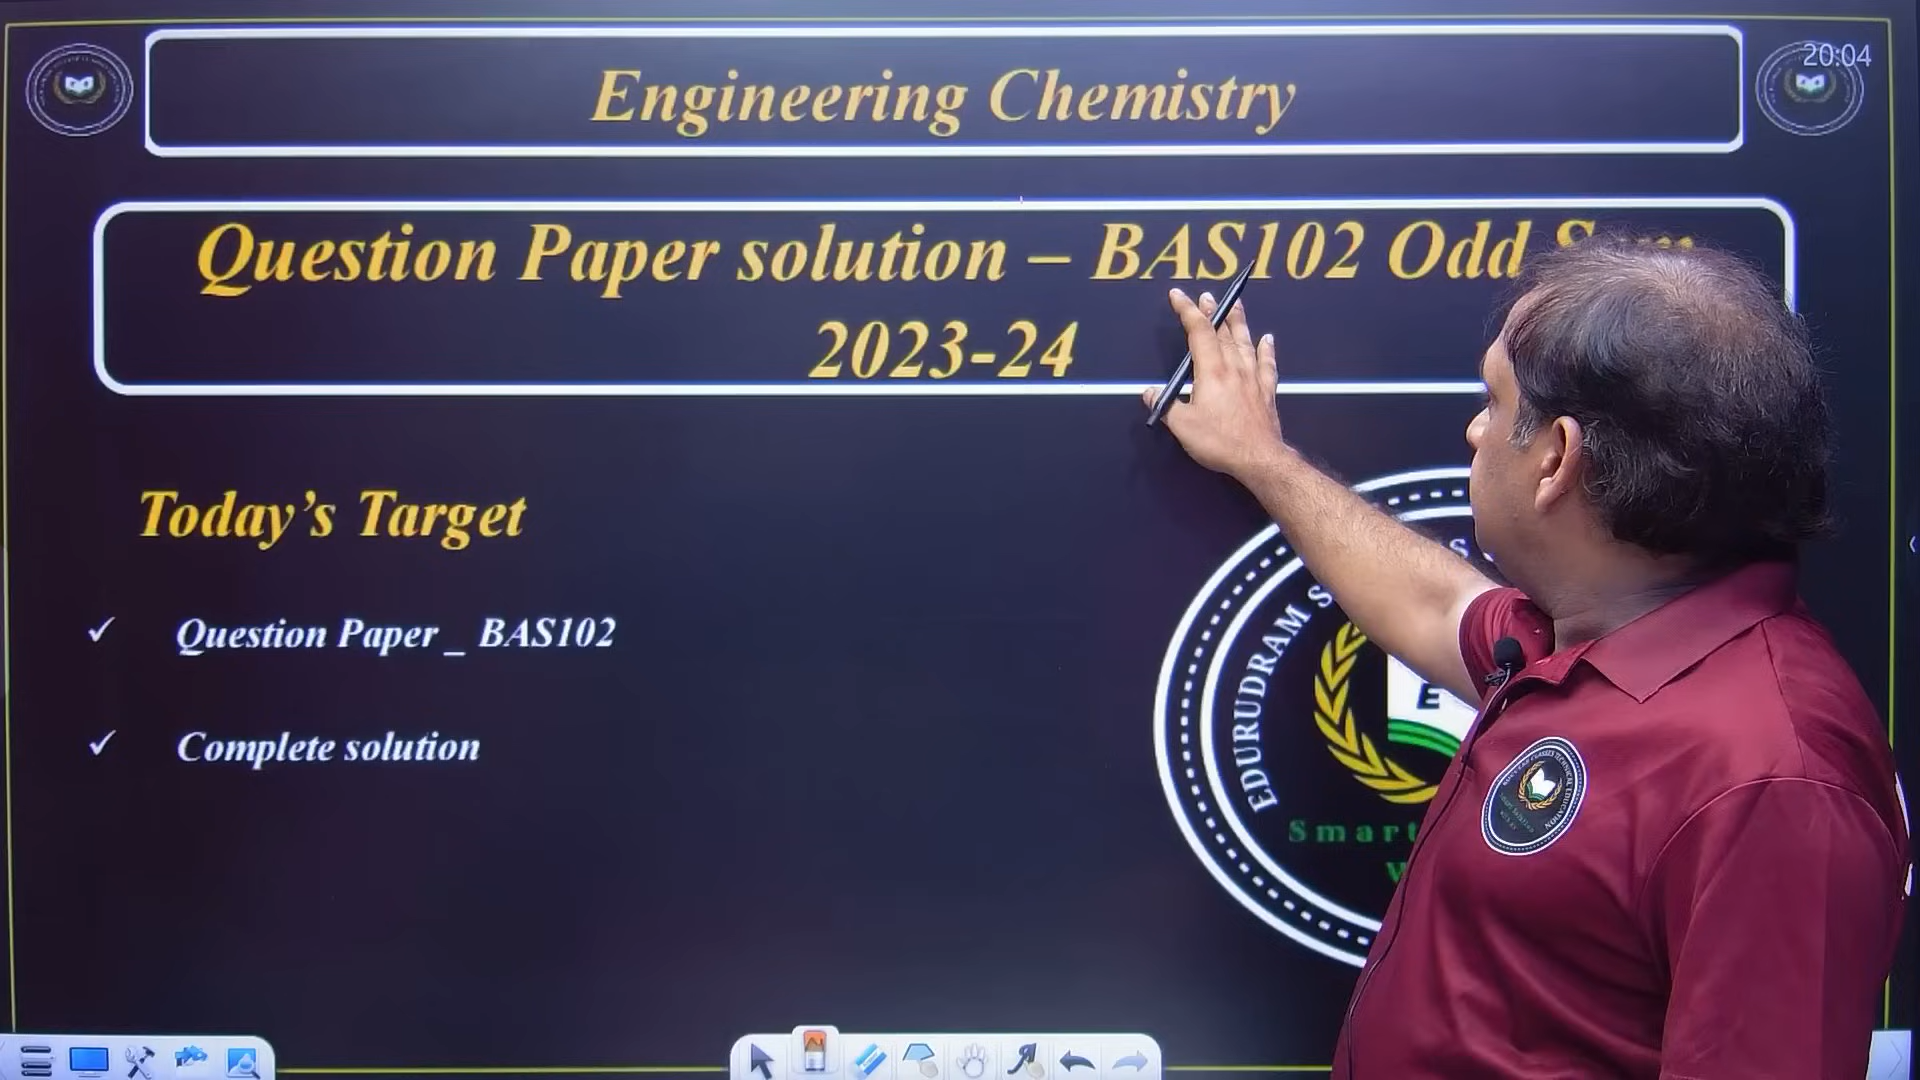 20:04
Engineering Chemistry
Question Paper solution – BAS102 Odd
2023-24
Today's Target
✓ Question Paper _ BAS102
✓ Complete solution
EDURUDRAM
Smart